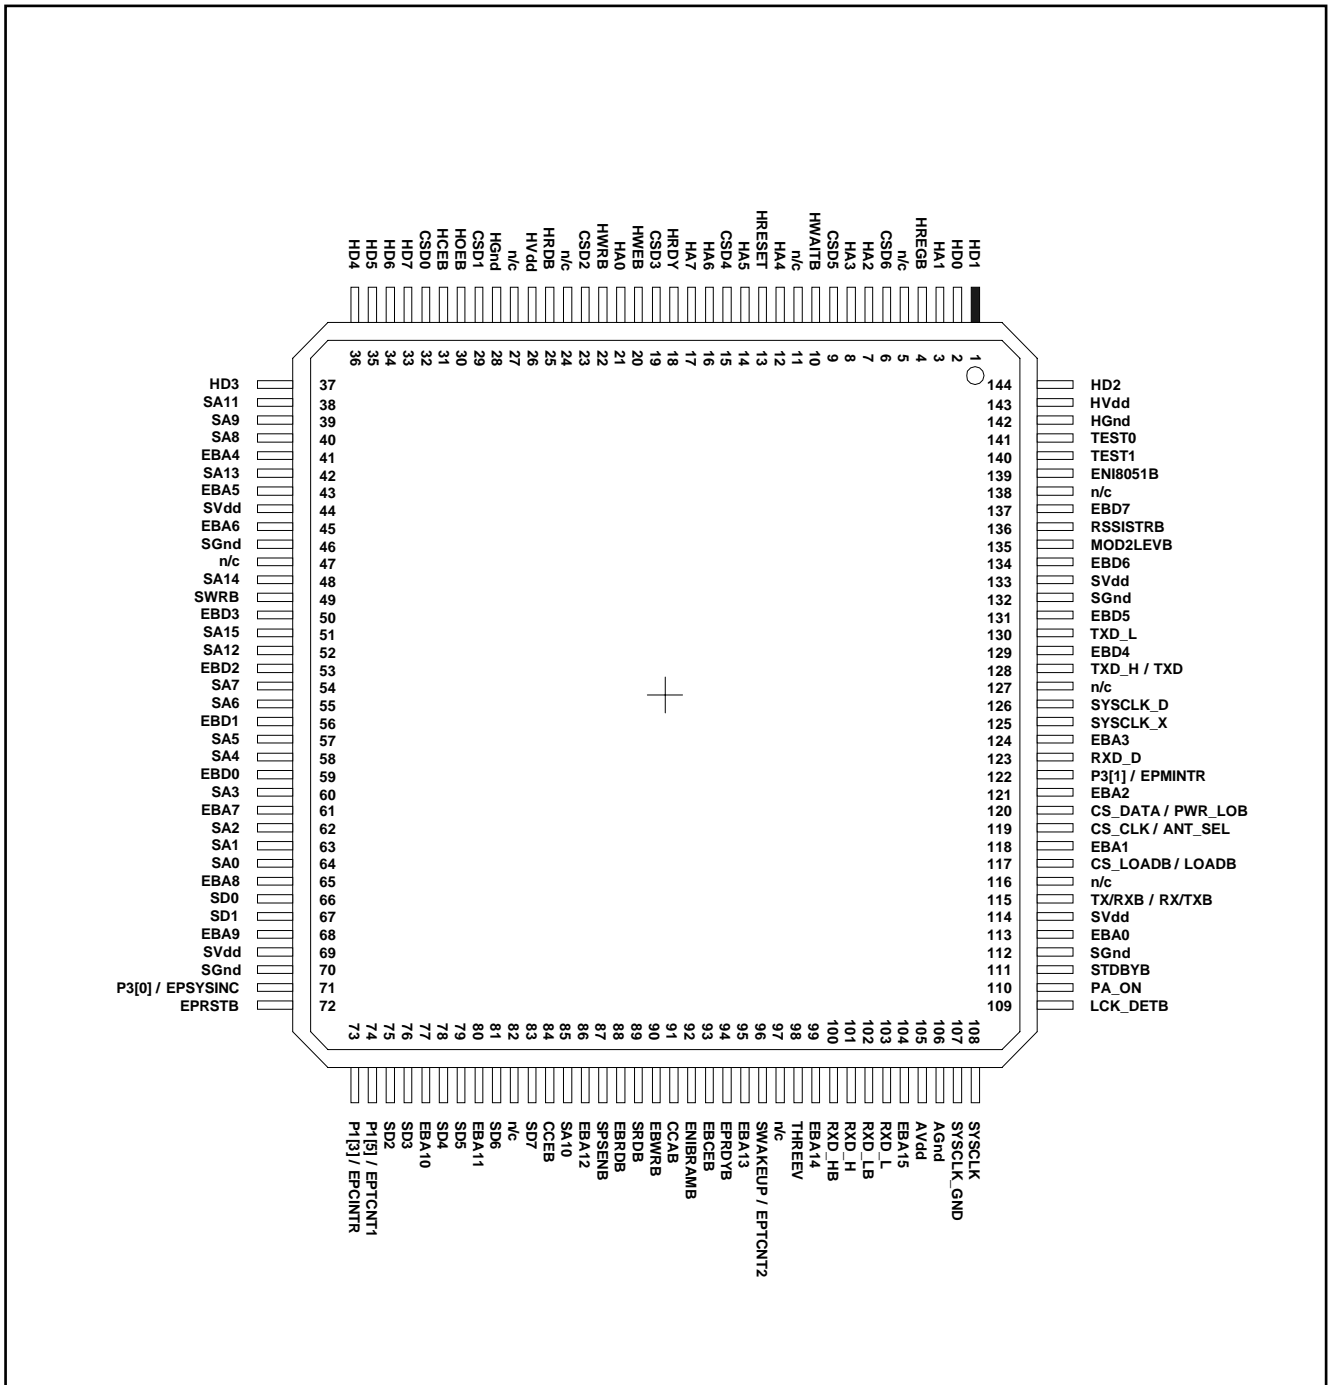 HD4 HD5 HD6 HD7 CSD0 HCEB HOEB CSD1 HGnd n/c HVdd HRDB n/c CSD2 HWRB HA0 HWEB CSD3 HRDY HA7 HA6 CSD4 HA5 HRESET HA4 n/c HWAITB CSD5 HA3 HA2 CSD6 n/c HREGB HA1 HD0 HD1
36 35 34 33 32 31 30 29 28 27 26 25 24 23 22 21 20 19 18 17 16 15 14 13 12 11 10 9 8 7 6 5 4 3 2 1
HD3 37 144 HD2
SA11 38 143 HVdd
SA9 39 142 HGnd
SA8 40 141 TEST0
EBA4 41 140 TEST1
SA13 42 139 ENI8051B
EBA5 43 138 n/c
SVdd 44 137 EBD7
EBA6 45 136 RSSISTRB
SGnd 46 135 MOD2LEVB
n/c 47 134 EBD6
SA14 48 133 SVdd
SWRB 49 132 SGnd
EBD3 50 131 EBD5
SA15 51 130 TXD_L
SA12 52 129 EBD4
EBD2 53 128 TXD_H / TXD
SA7 54 127 n/c
SA6 55 126 SYSCLK_D
EBD1 56 125 SYSCLK_X
SA5 57 124 EBA3
SA4 58 123 RXD_D
EBD0 59 122 P3[1] / EPMINTR
SA3 60 121 EBA2
EBA7 61 120 CS_DATA / PWR_LOB
SA2 62 119 CS_CLK / ANT_SEL
SA1 63 118 EBA1
SA0 64 117 CS_LOADB / LOADB
EBA8 65 116 n/c
SD0 66 115 TX/RXB / RX/TXB
SD1 67 114 SVdd
EBA9 68 113 EBA0
SVdd 69 112 SGnd
SGnd 70 111 STDBYB
P3[0] / EPSYSINC 71 110 PA_ON
EPRSTB 72 109 LCK_DETB
73 74 75 76 77 78 79 80 81 82 83 84 85 86 87 88 89 90 91 92 93 94 95 96 97 98 99 100 101 102 103 104 105 106 107 108
P1[3] / EPCINTR P1[5] / EPTCNT1 SD2 SD3 EBA10 SD4 SD5 EBA11 SD6 n/c SD7 CCEB SA10 EBA12 SPSENB EBRDB SRDB EBWRB CCAB ENIBRAMB EBCEB EPRDYB EBA13 SWAKEUP / EPTCNT2 n/c THREEV EBA14 RXD_HB RXD_H RXD_LB RXD_L EBA15 AVdd AGnd SYSCLK_GND SYSCLK